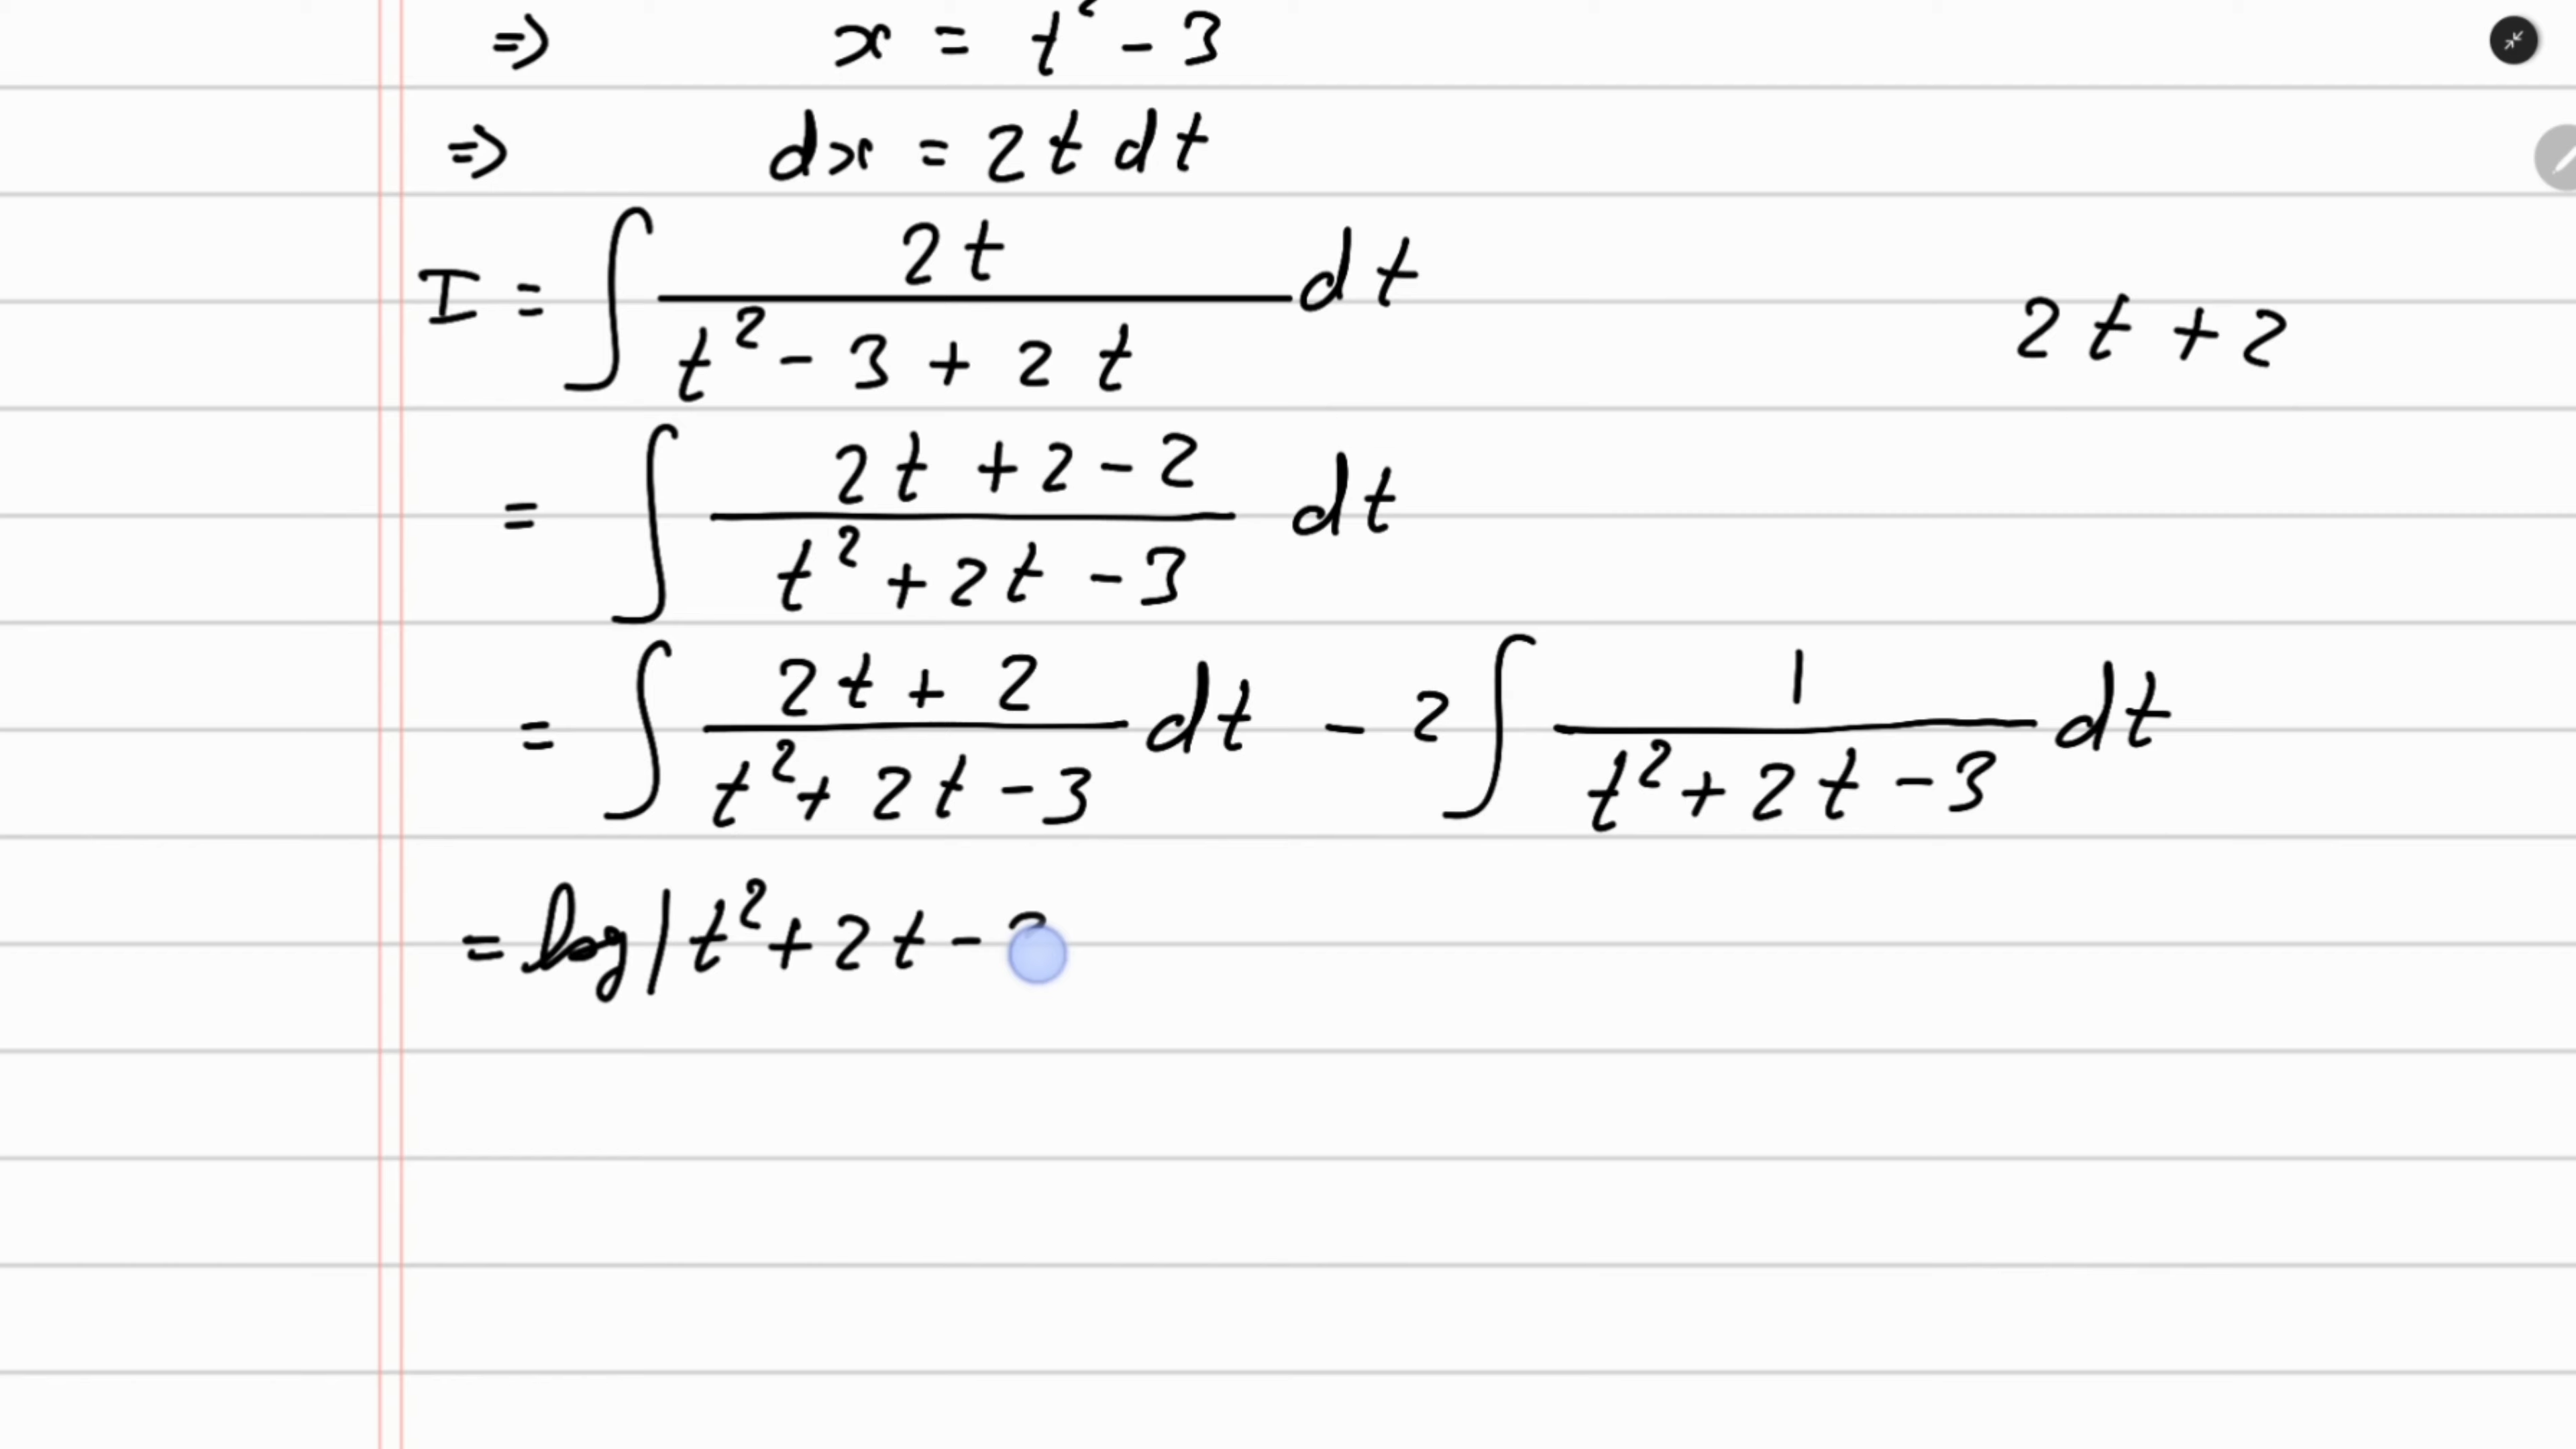 ⇒ x = t² - 3
⇒ dx = 2t dt
I = ∫ 2t / (t² - 3 + 2t) dt
2t + 2
= ∫ (2t + 2 - 2) / (t² + 2t - 3) dt
= ∫ (2t + 2) / (t² + 2t - 3) dt - 2 ∫ 1 / (t² + 2t - 3) dt
= log | t² + 2t -